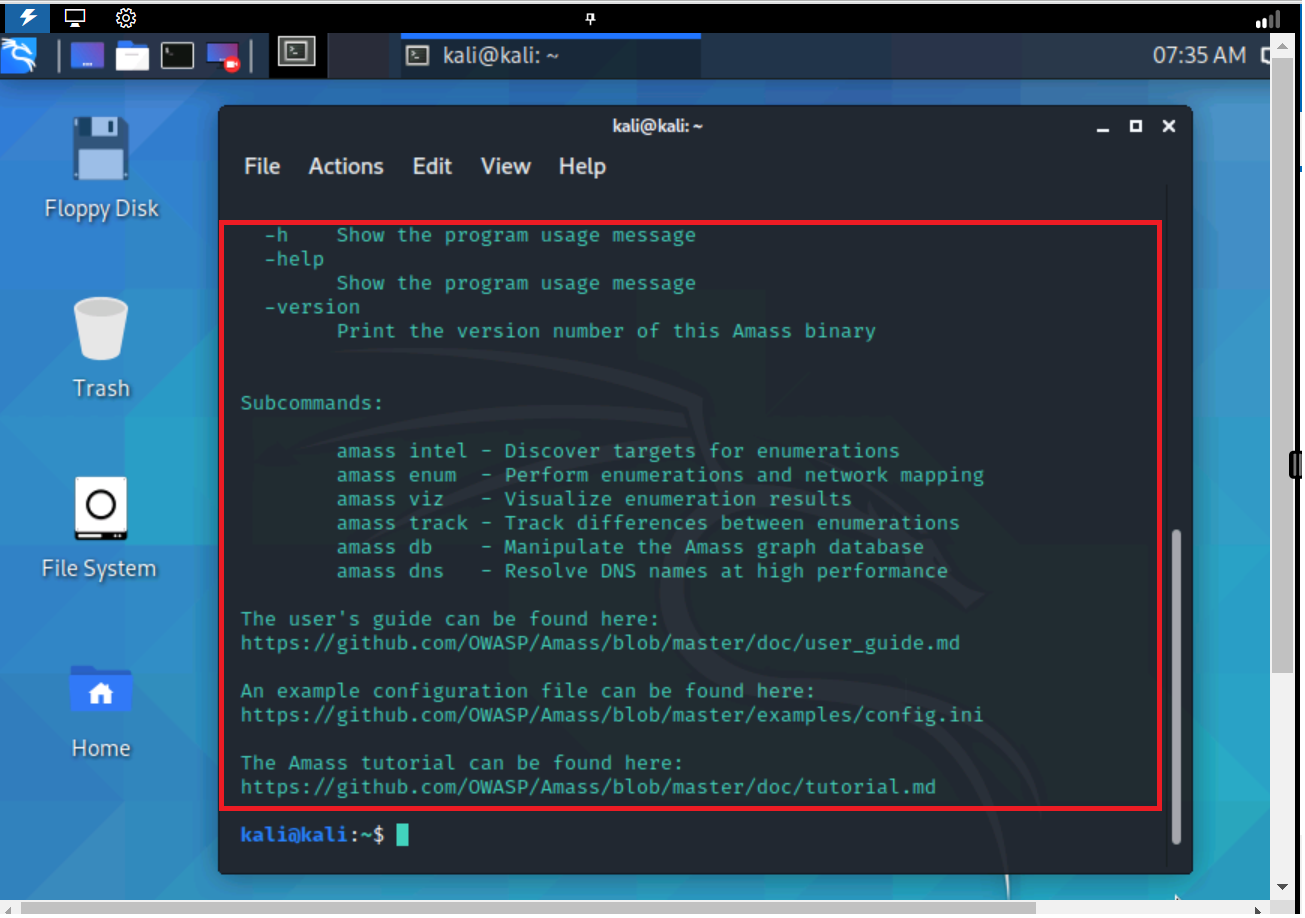 kali@kali: ~
07:35 AM
Floppy Disk
Trash
File System
Home
kali@kali: ~
File Actions Edit View Help
-h Show the program usage message
-help
Show the program usage message
-version
Print the version number of this Amass binary
Subcommands:
amass intel - Discover targets for enumerations
amass enum - Perform enumerations and network mapping
amass viz - Visualize enumeration results
amass track - Track differences between enumerations
amass db - Manipulate the Amass graph database
amass dns - Resolve DNS names at high performance
The user's guide can be found here:
https://github.com/OWASP/Amass/blob/master/doc/user_guide.md
An example configuration file can be found here:
https://github.com/OWASP/Amass/blob/master/examples/config.ini
The Amass tutorial can be found here:
https://github.com/OWASP/Amass/blob/master/doc/tutorial.md
kali@kali:~$